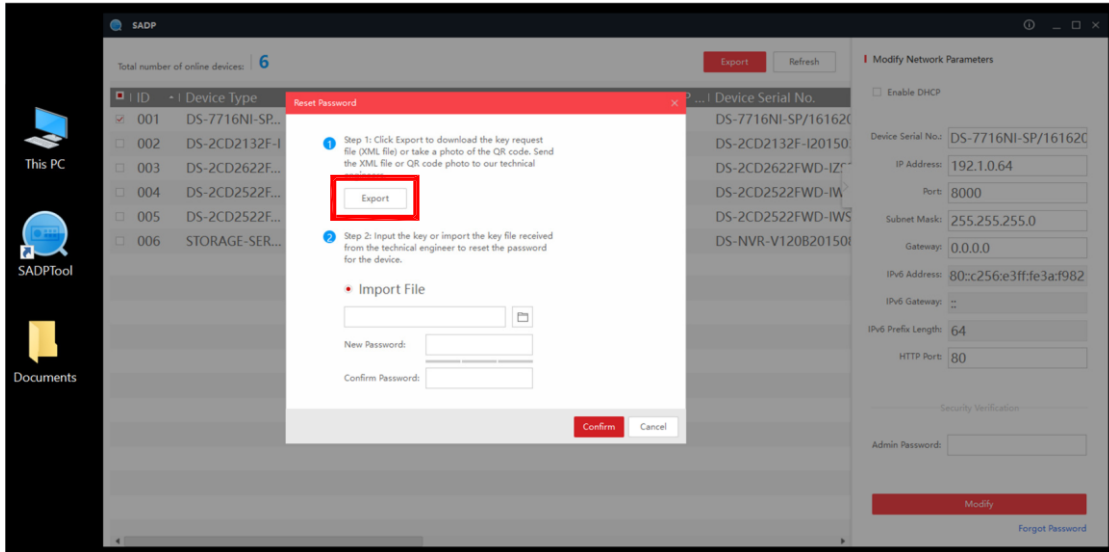 SADP
Total number of online devices: 6
Export
Refresh
ID
Device Type
Device Serial No.
001
DS-7716NI-SP...
DS-7716NI-SP/161620
002
DS-2CD2132F-I
DS-2CD2132F-I20150
003
DS-2CD2622F...
DS-2CD2622FWD-IZS
004
DS-2CD2522F...
DS-2CD2522FWD-IW
005
DS-2CD2522F...
DS-2CD2522FWD-IWS
006
STORAGE-SER...
DS-NVR-V120B201508
This PC
SADPTool
Documents
Reset Password
1
Step 1: Click Export to download the key request
file (XML file) or take a photo of the QR code. Send
the XML file or QR code photo to our technical
Export
2
Step 2: Input the key or import the key file received
from the technical engineer to reset the password
for the device.
Import File
New Password:
Confirm Password:
Confirm
Cancel
Modify Network Parameters
Enable DHCP
Device Serial No.: DS-7716NI-SP/161620
IP Address: 192.1.0.64
Port: 8000
Subnet Mask: 255.255.255.0
Gateway: 0.0.0.0
IPv6 Address: 80::c256:e3ff:fe3a:f982
IPv6 Gateway: ::
IPv6 Prefix Length: 64
HTTP Port: 80
Security Verification
Admin Password:
Modify
Forgot Password